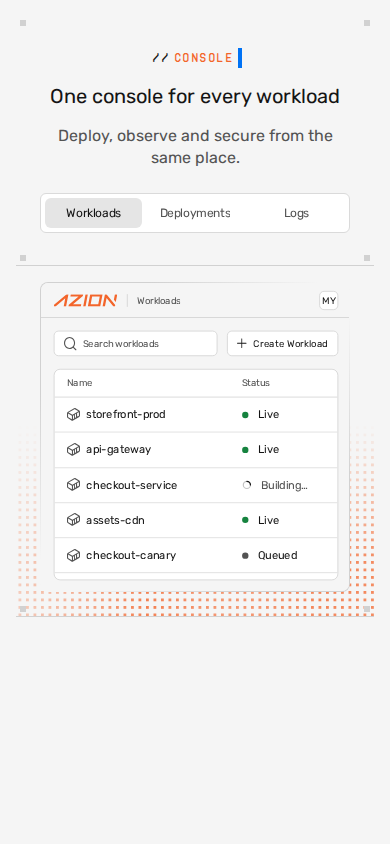 CONSOLE
One console for every workload
Deploy, observe and secure from the
same place.
Workloads Deployments Logs
AZION Workloads MY
Search workloads Create Workload
Name Status
storefront-prod Live
api-gateway Live
checkout-service Building...
assets-cdn Live
checkout-canary Queued